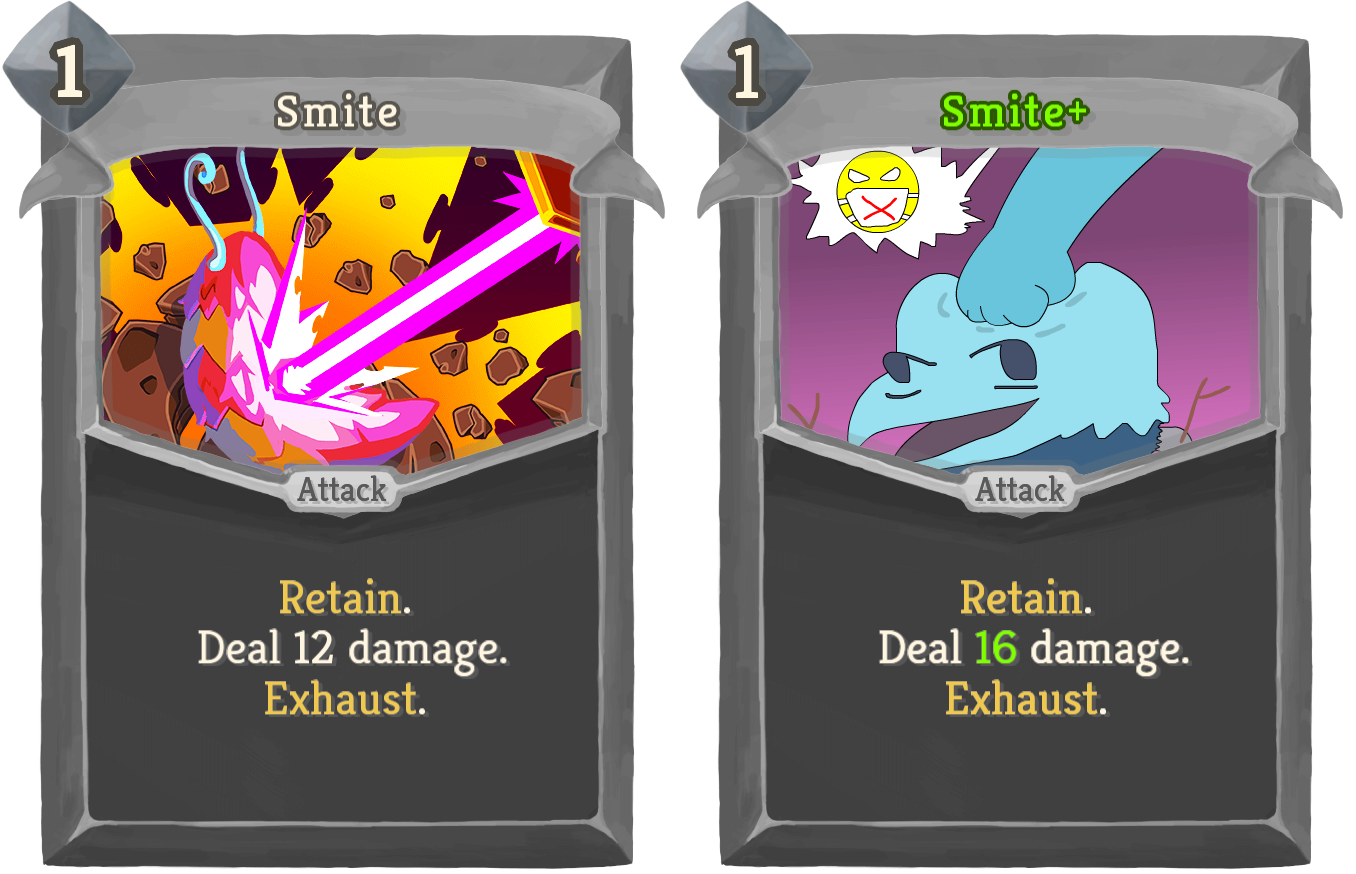 1
Smite
Attack
Retain.
Deal 12 damage.
Exhaust.
1
Smite+
Attack
Retain.
Deal 16 damage.
Exhaust.